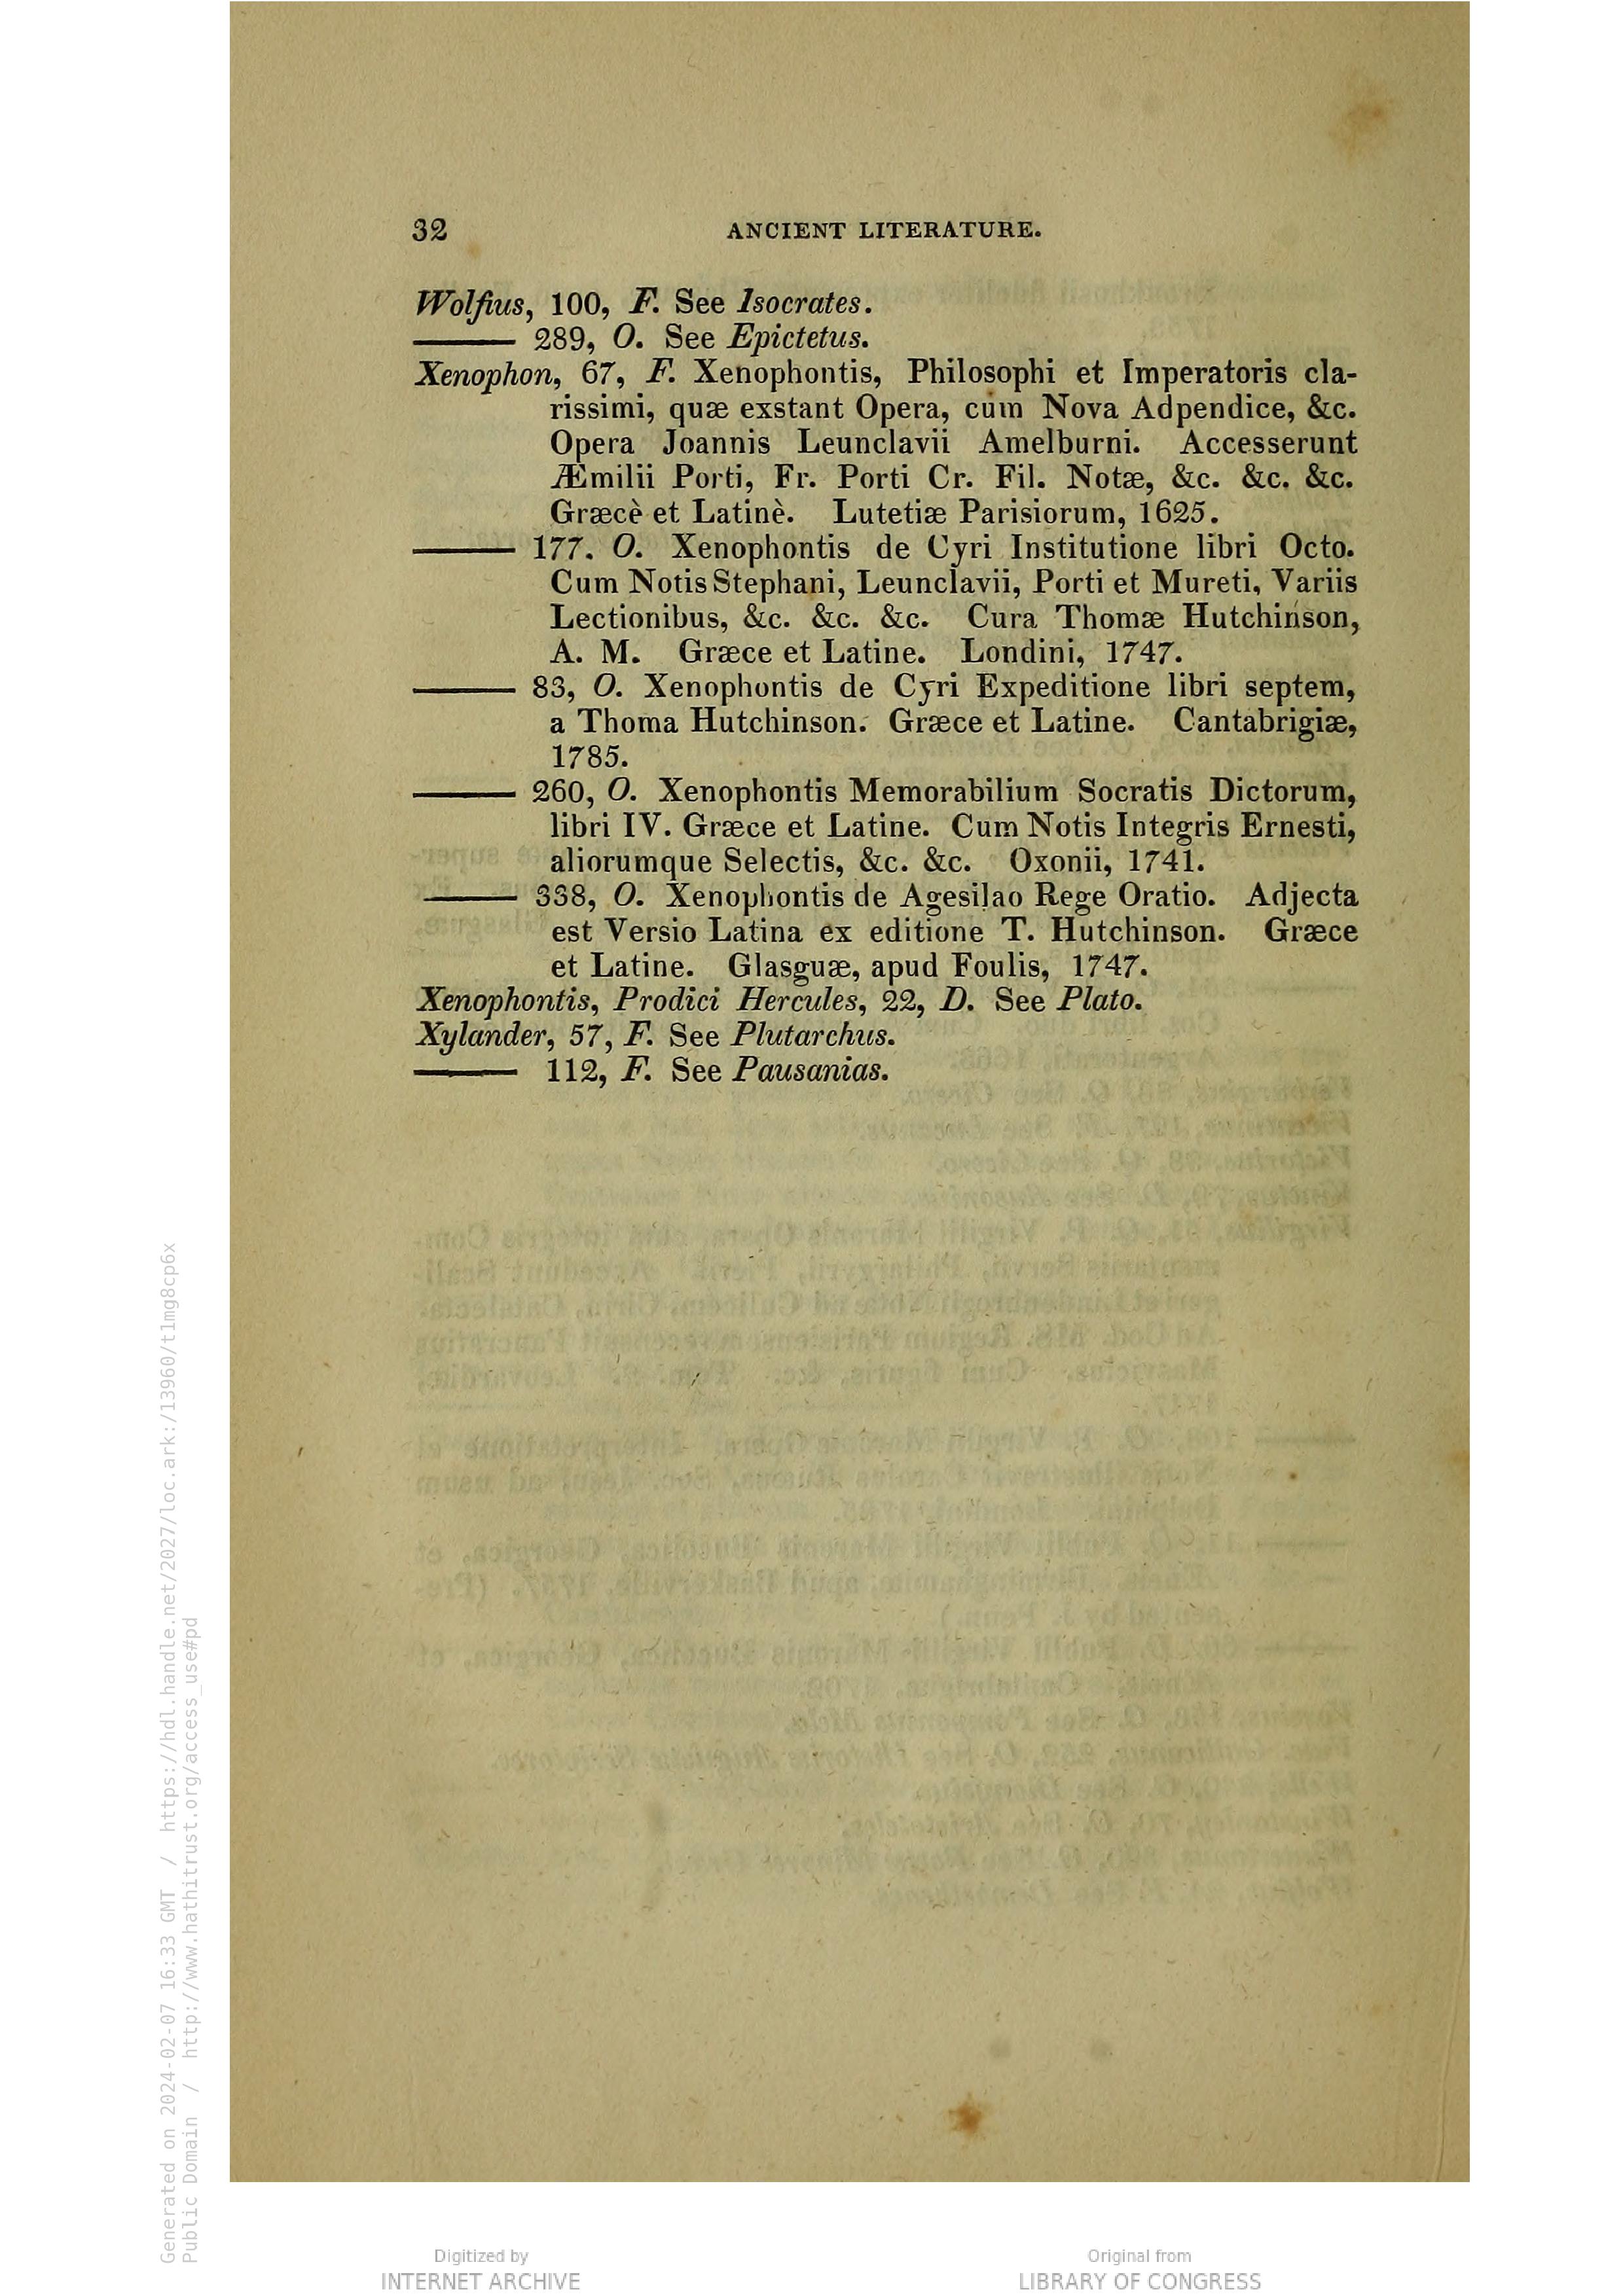 32 ANCIENT LITERATURE.
Wolfius, 100, F. See Isocrates.
——— 289, O. See Epictetus.
Xenophon, 67, F. Xenophontis, Philosophi et Imperatoris cla-
rissimi, quæ exstant Opera, cum Nova Adpendice, &c.
Opera Joannis Leunclavii Amelburni. Accesserunt
Æmilii Porti, Fr. Porti Cr. Fil. Notæ, &c. &c. &c.
Græcè et Latinè. Lutetiæ Parisiorum, 1625.
——— 177. O. Xenophontis de Cyri Institutione libri Octo.
Cum Notis Stephani, Leunclavii, Porti et Mureti, Variis
Lectionibus, &c. &c. &c. Cura Thomæ Hutchinson,
A. M. Græce et Latine. Londini, 1747.
——— 83, O. Xenophontis de Cyri Expeditione libri septem,
a Thoma Hutchinson. Græce et Latine. Cantabrigiæ,
1785.
——— 260, O. Xenophontis Memorabilium Socratis Dictorum,
libri IV. Græce et Latine. Cum Notis Integris Ernesti,
aliorumque Selectis, &c. &c. Oxonii, 1741.
——— 338, O. Xenophontis de Agesilao Rege Oratio. Adjecta
est Versio Latina ex editione T. Hutchinson. Græce
et Latine. Glasguæ, apud Foulis, 1747.
Xenophontis, Prodici Hercules, 22, D. See Plato.
Xylander, 57, F. See Plutarchus.
——— 112, F. See Pausanias.
Generated on 2024-02-07 16:33 GMT / https://hdl.handle.net/2027/loc.ark:/13960/t1mg8cp6x
Public Domain / http://www.hathitrust.org/access_use#pd
Digitized by
INTERNET ARCHIVE
Original from
LIBRARY OF CONGRESS